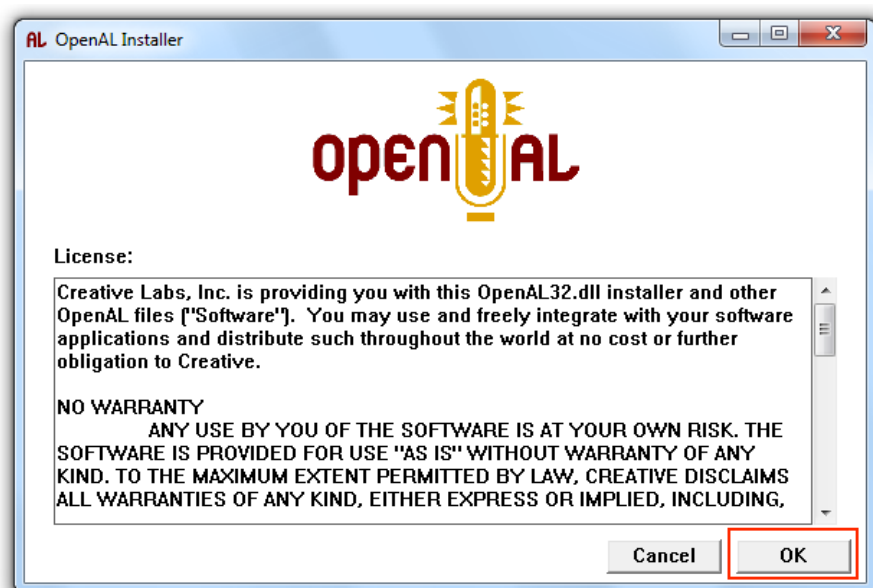 AL OpenAL Installer
OPEN AL
License:
Creative Labs, Inc. is providing you with this OpenAL32.dll installer and other
OpenAL files ("Software").  You may use and freely integrate with your software
applications and distribute such throughout the world at no cost or further
obligation to Creative.
NO WARRANTY
ANY USE BY YOU OF THE SOFTWARE IS AT YOUR OWN RISK. THE
SOFTWARE IS PROVIDED FOR USE "AS IS" WITHOUT WARRANTY OF ANY
KIND. TO THE MAXIMUM EXTENT PERMITTED BY LAW, CREATIVE DISCLAIMS
ALL WARRANTIES OF ANY KIND, EITHER EXPRESS OR IMPLIED, INCLUDING,
Cancel OK